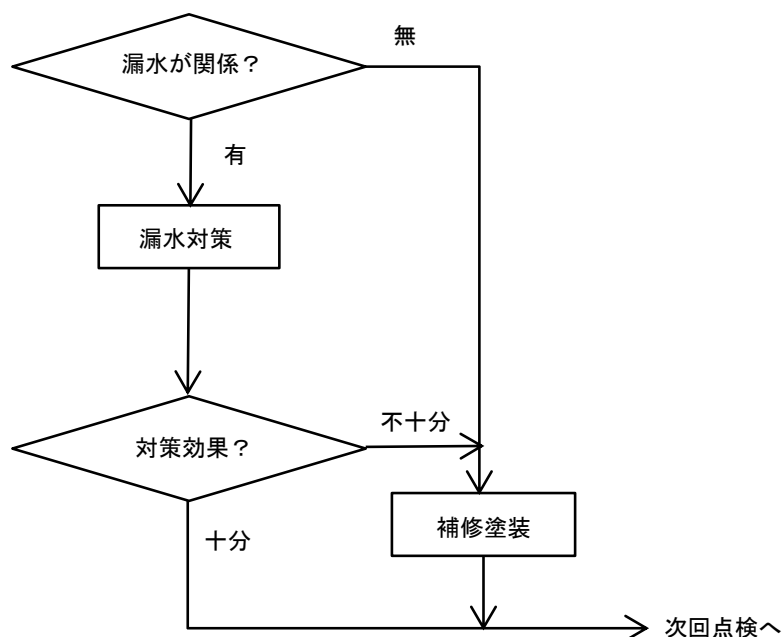 無
漏水が関係？
有
漏水対策
不十分
対策効果？
補修塗装
十分
次回点検へ